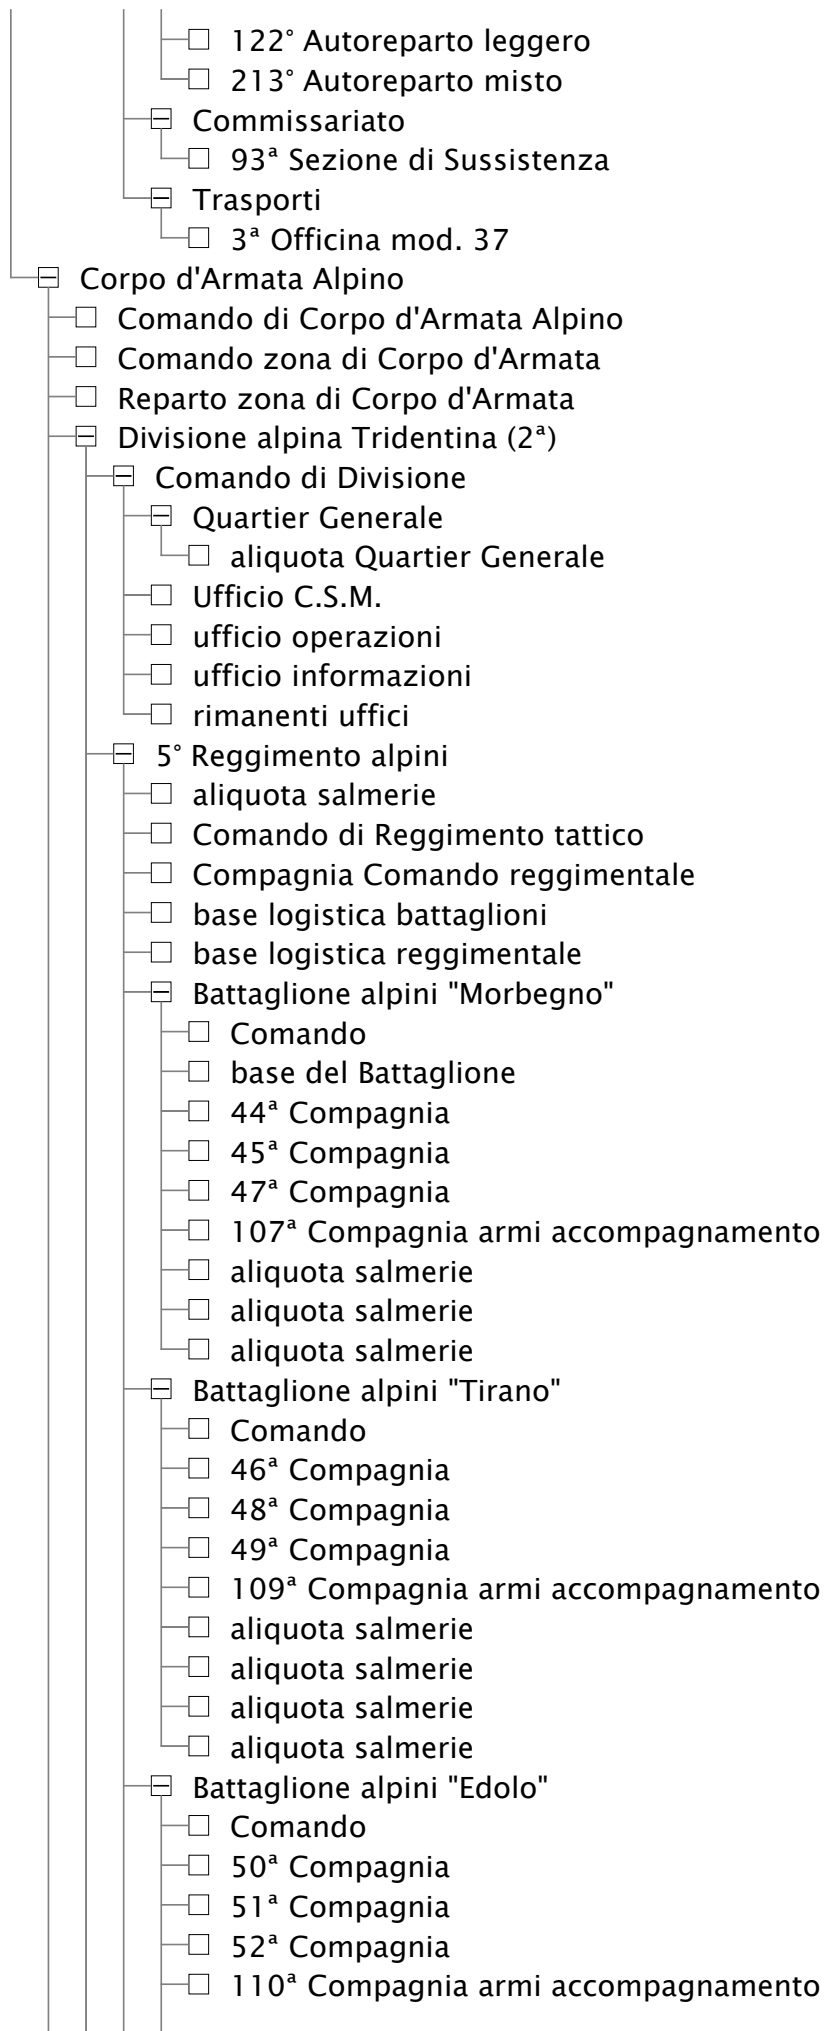 122° Autoreparto leggero
213° Autoreparto misto
Commissariato
93ª Sezione di Sussistenza
Trasporti
3ª Officina mod. 37
Corpo d'Armata Alpino
Comando di Corpo d'Armata Alpino
Comando zona di Corpo d'Armata
Reparto zona di Corpo d'Armata
Divisione alpina Tridentina (2ª)
Comando di Divisione
Quartier Generale
aliquota Quartier Generale
Ufficio C.S.M.
ufficio operazioni
ufficio informazioni
rimanenti uffici
5° Reggimento alpini
aliquota salmerie
Comando di Reggimento tattico
Compagnia Comando reggimentale
base logistica battaglioni
base logistica reggimentale
Battaglione alpini "Morbegno"
Comando
base del Battaglione
44ª Compagnia
45ª Compagnia
47ª Compagnia
107ª Compagnia armi accompagnamento
aliquota salmerie
aliquota salmerie
aliquota salmerie
Battaglione alpini "Tirano"
Comando
46ª Compagnia
48ª Compagnia
49ª Compagnia
109ª Compagnia armi accompagnamento
aliquota salmerie
aliquota salmerie
aliquota salmerie
aliquota salmerie
Battaglione alpini "Edolo"
Comando
50ª Compagnia
51ª Compagnia
52ª Compagnia
110ª Compagnia armi accompagnamento